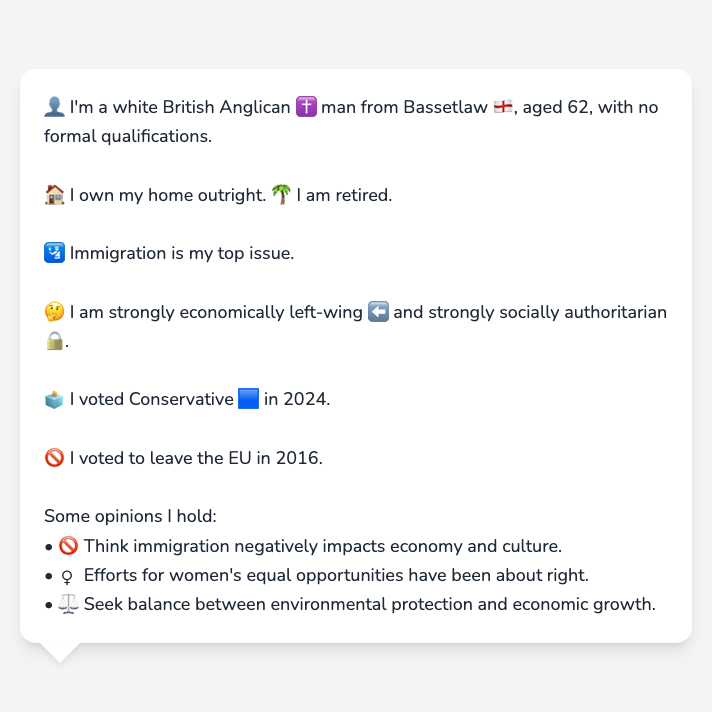 👤 I'm a white British Anglican ✝️ man from Bassetlaw 🏴󠁧󠁢󠁥󠁮󠁧󠁿, aged 62, with no
formal qualifications.
🏠 I own my home outright. 🌴 I am retired.
🛂 Immigration is my top issue.
🤔 I am strongly economically left-wing ⬅️ and strongly socially authoritarian
🔒.
🗳️ I voted Conservative 🟦 in 2024.
🚫 I voted to leave the EU in 2016.
Some opinions I hold:
• 🚫 Think immigration negatively impacts economy and culture.
• ♀ Efforts for women's equal opportunities have been about right.
• ⚖️ Seek balance between environmental protection and economic growth.